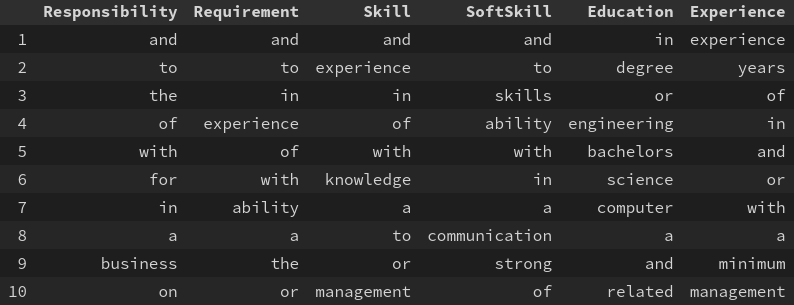 Responsibility Requirement Skill SoftSkill Education Experience
1 and and and and in experience
2 to to experience to degree years
3 the in in skills or of
4 of experience of ability engineering in
5 with of with with bachelors and
6 for with knowledge in science or
7 in ability a a computer with
8 a a to communication a a
9 business the or strong and minimum
10 on or management of related management